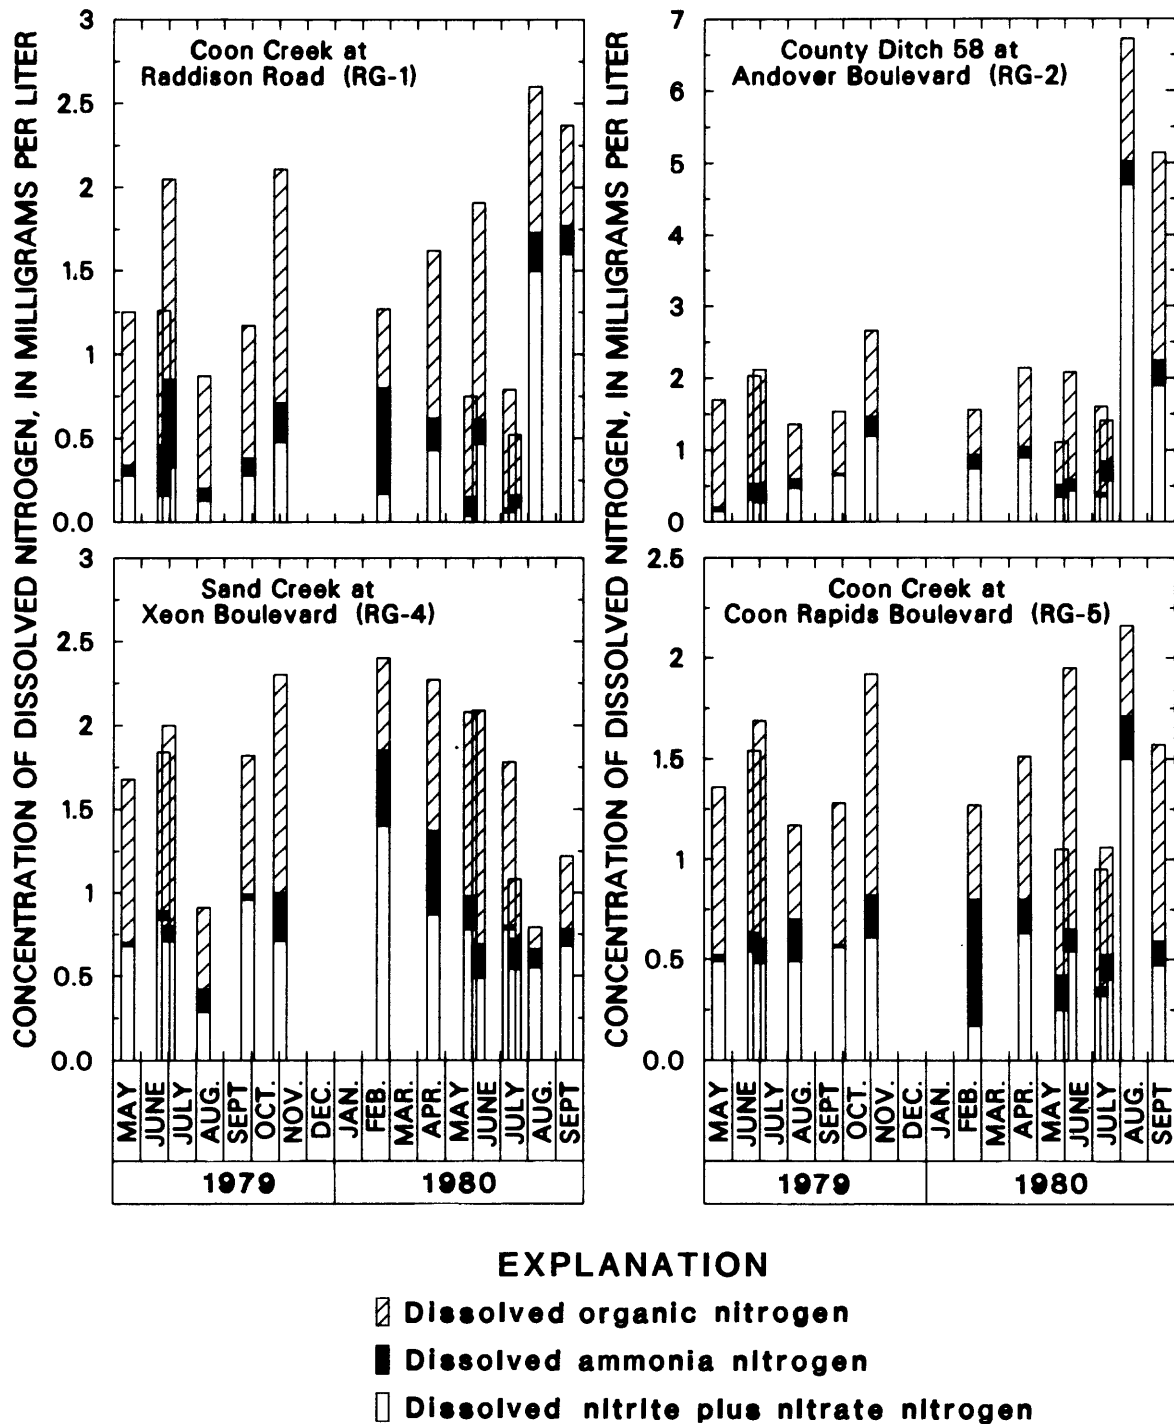 CONCENTRATION OF DISSOLVED NITROGEN, IN MILLIGRAMS PER LITER
3
2.5
2
1.5
1
0.5
0.0
Coon Creek at
Raddison Road (RG-1)
CONCENTRATION OF DISSOLVED NITROGEN, IN MILLIGRAMS PER LITER
7
6
5
4
3
2
1
0
County Ditch 58 at
Andover Boulevard (RG-2)
3
2.5
2
1.5
1
0.5
0.0
Sand Creek at
Xeon Boulevard (RG-4)
2.5
2
1.5
1
0.5
0.0
Coon Creek at
Coon Rapids Boulevard (RG-5)
MAY
JUNE
JULY
AUG.
SEPT
OCT.
NOV.
DEC.
JAN.
FEB.
MAR.
APR.
MAY
JUNE
JULY
AUG.
SEPT
1979
1980
MAY
JUNE
JULY
AUG.
SEPT
OCT.
NOV.
DEC.
JAN.
FEB.
MAR.
APR.
MAY
JUNE
JULY
AUG.
SEPT
1979
1980
EXPLANATION
Dissolved organic nitrogen
Dissolved ammonia nitrogen
Dissolved nitrite plus nitrate nitrogen